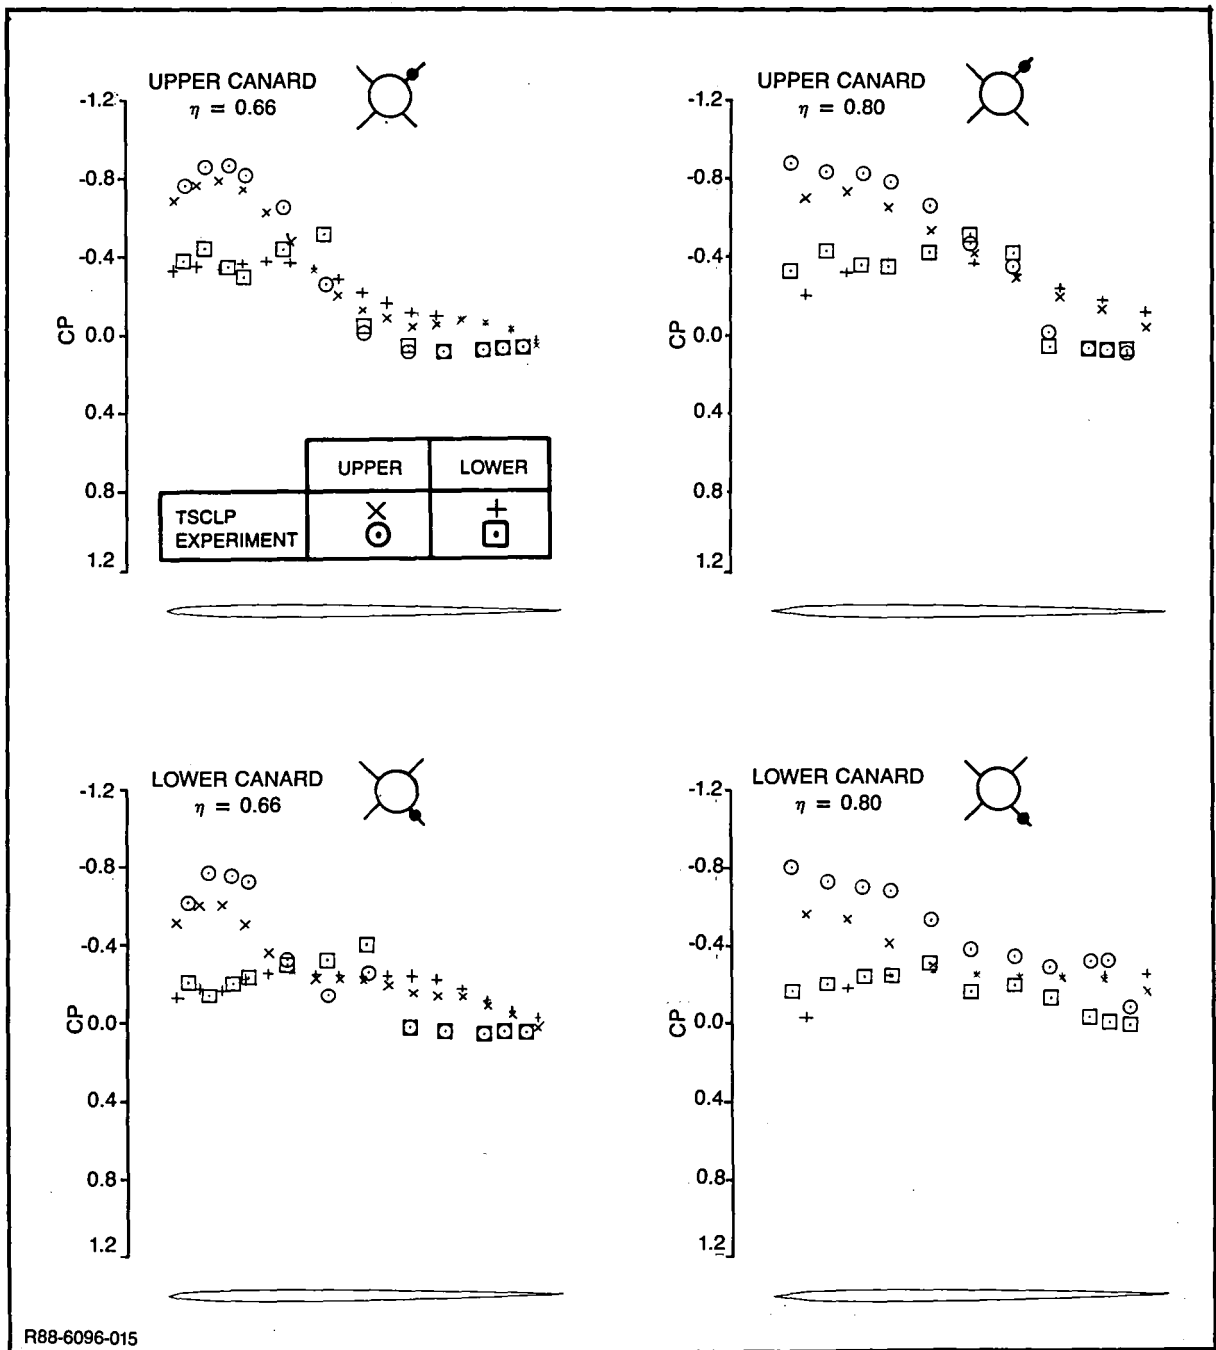 UPPER CANARD
η = 0.66
-1.2
-0.8
-0.4
0.0
0.4
0.8
1.2
CP
UPPER LOWER
TSCLP
EXPERIMENT
UPPER CANARD
η = 0.80
-1.2
-0.8
-0.4
0.0
0.4
0.8
1.2
CP
LOWER CANARD
η = 0.66
-1.2
-0.8
-0.4
0.0
0.4
0.8
1.2
CP
LOWER CANARD
η = 0.80
-1.2
-0.8
-0.4
0.0
0.4
0.8
1.2
CP
R88-6096-015